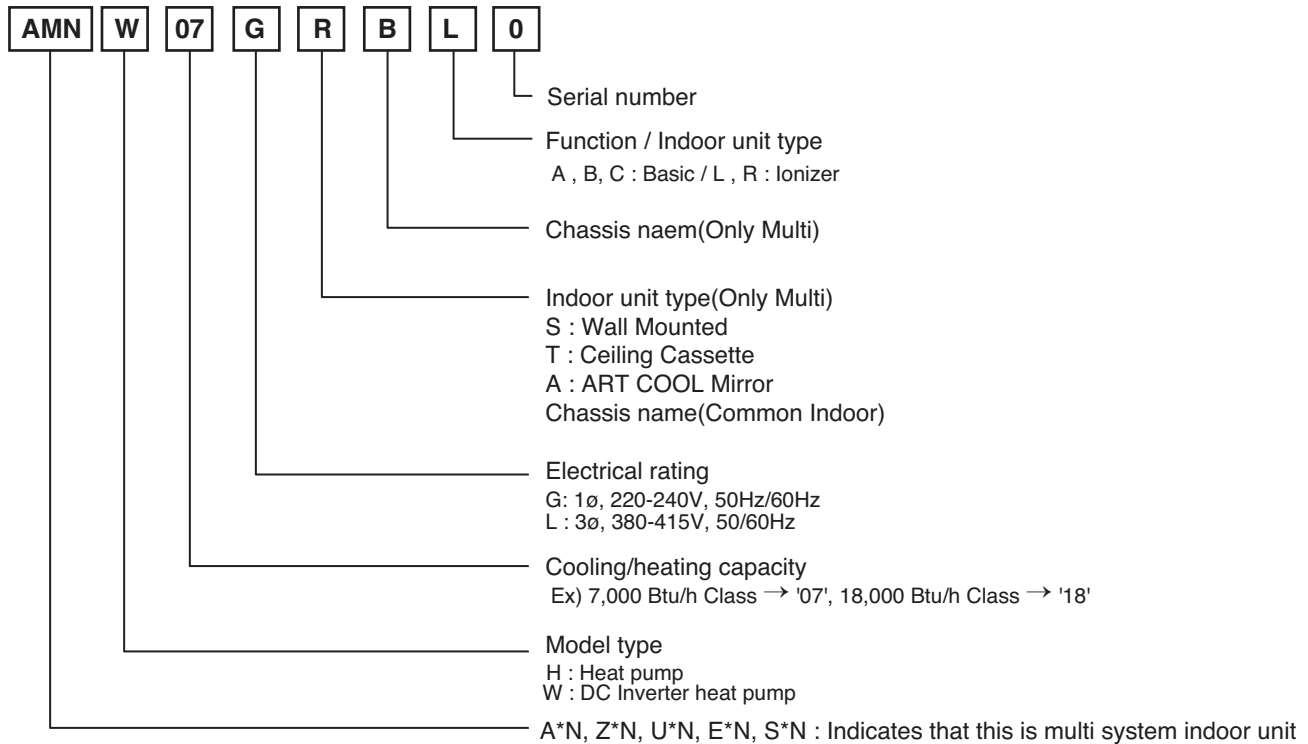 AMN W 07 G R B L 0
Serial number
Function / Indoor unit type
A , B, C : Basic / L , R : Ionizer
Chassis naem(Only Multi)
Indoor unit type(Only Multi)
S : Wall Mounted
T : Ceiling Cassette
A : ART COOL Mirror
Chassis name(Common Indoor)
Electrical rating
G: 1ø, 220-240V, 50Hz/60Hz
L : 3ø, 380-415V, 50/60Hz
Cooling/heating capacity
Ex) 7,000 Btu/h Class → '07', 18,000 Btu/h Class → '18'
Model type
H : Heat pump
W : DC Inverter heat pump
A*N, Z*N, U*N, E*N, S*N : Indicates that this is multi system indoor unit